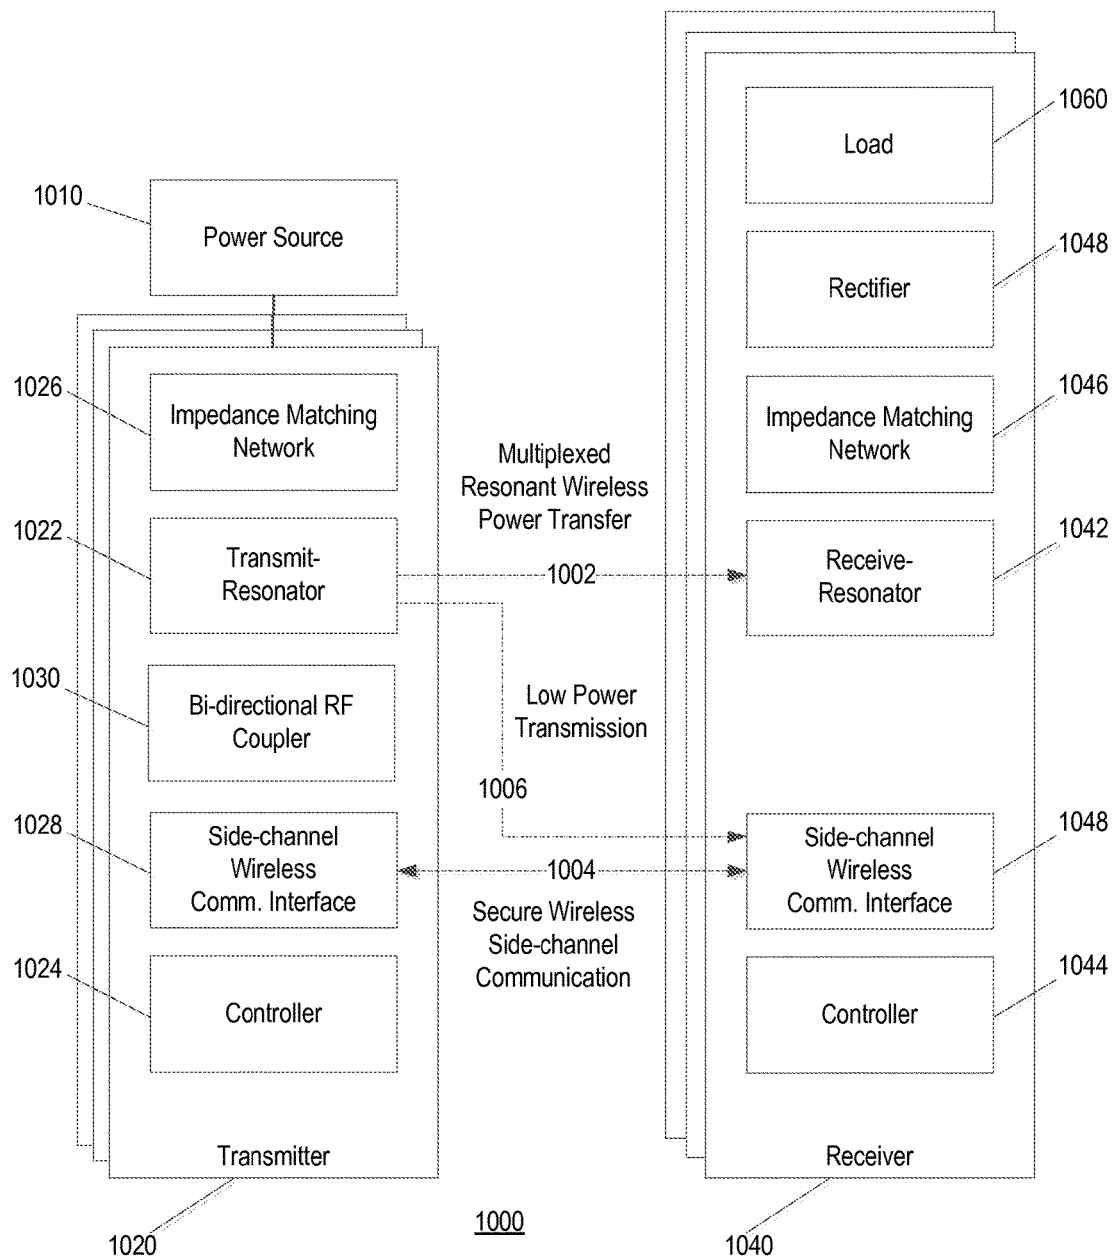 1060
Load
1010
Power Source
1048
Rectifier
1026
Impedance Matching
Network
1046
Impedance Matching
Network
Multiplexed
Resonant Wireless
Power Transfer
1022
Transmit-
Resonator
1002
1042
Receive-
Resonator
1030
Bi-directional RF
Coupler
Low Power
Transmission
1006
1028
Side-channel
Wireless
Comm. Interface
1048
Side-channel
Wireless
Comm. Interface
1004
Secure Wireless
Side-channel
Communication
1024
Controller
1044
Controller
Transmitter
Receiver
1000
1020
1040